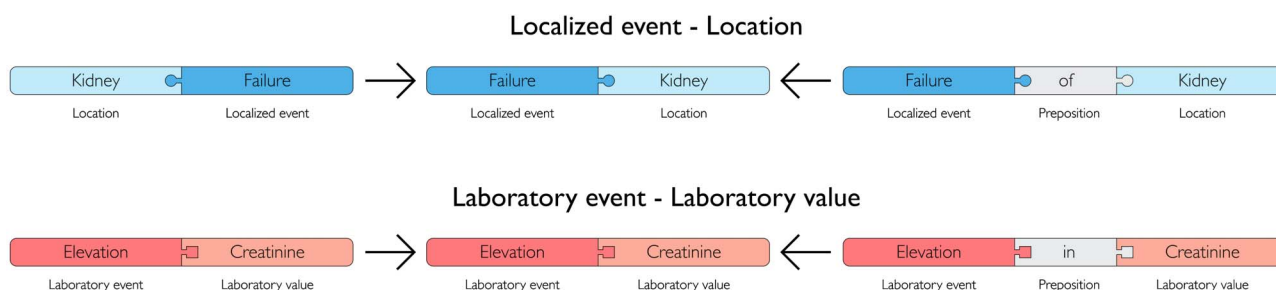 Localized event - Location
Kidney Failure Failure Kidney Failure of Kidney
Location Localized event Localized event Location Localized event Preposition Location
Laboratory event - Laboratory value
Elevation Creatinine Elevation Creatinine Elevation in Creatinine
Laboratory event Laboratory value Laboratory event Laboratory value Laboratory event Preposition Laboratory value